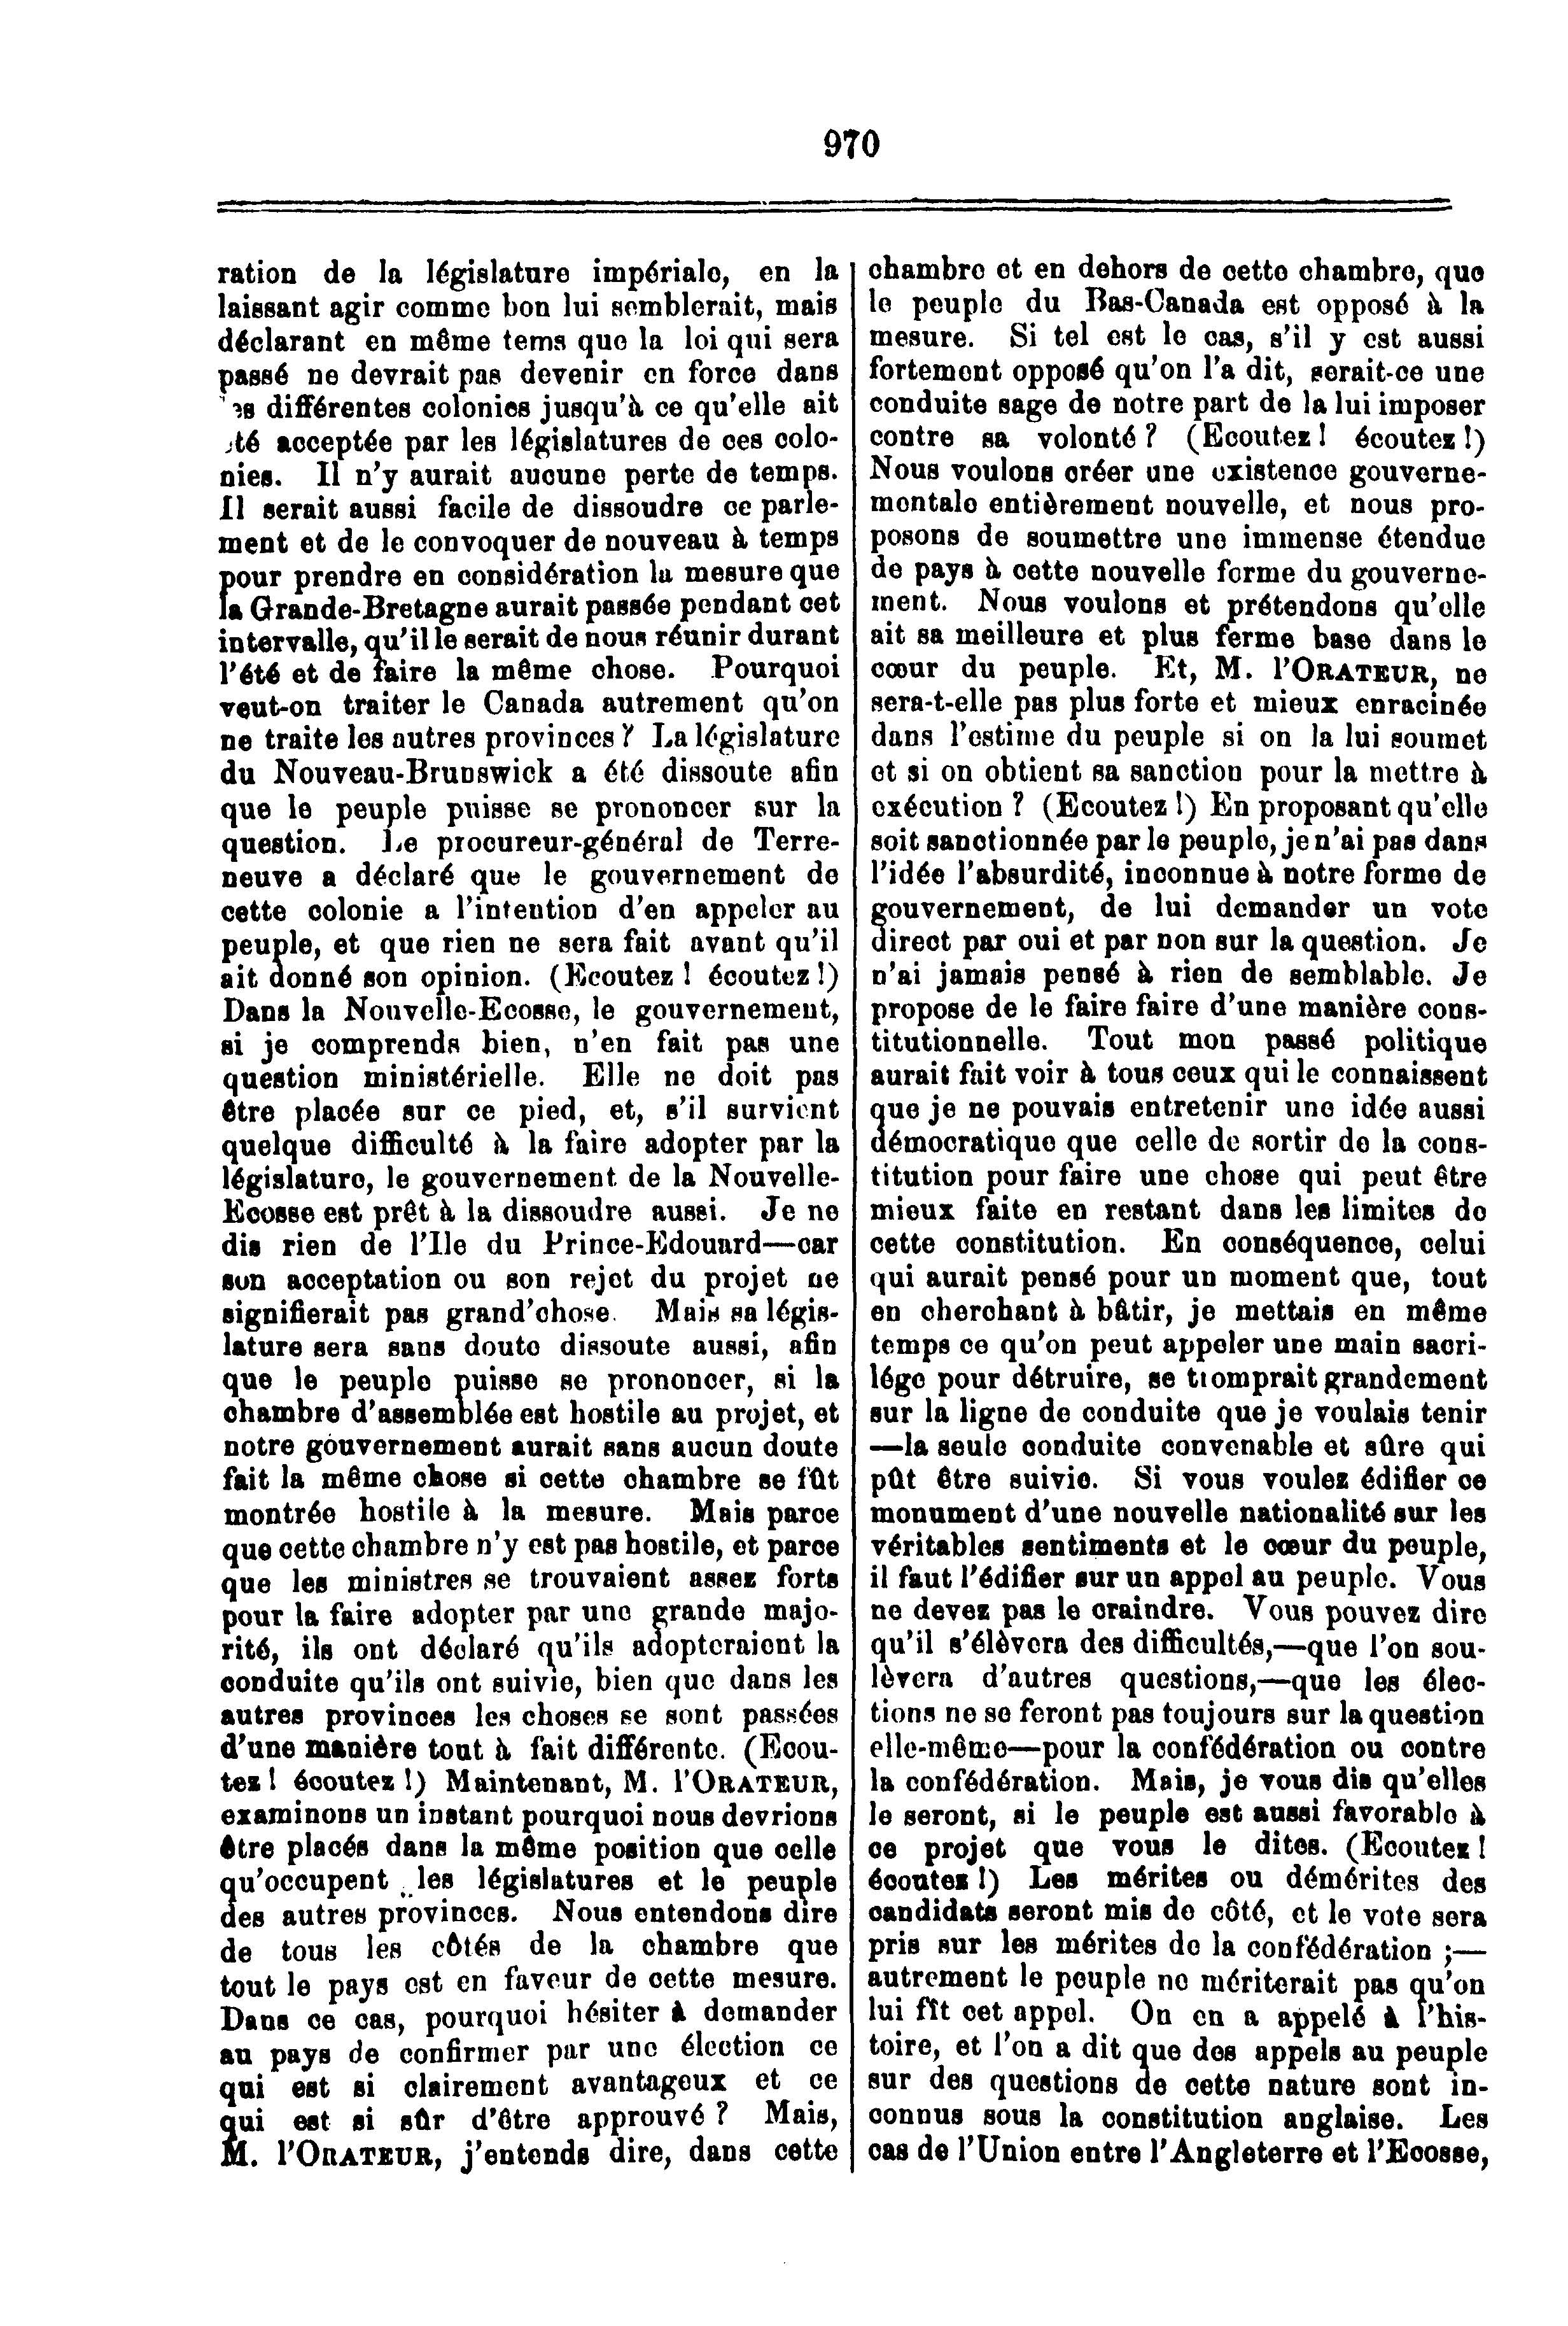 970
ration de la législature impériale, en la
laissant agir comme bon lui semblerait, mais
déclarant en même tems que la loi qui sera
passé ne devrait pas devenir en force dans
es différentes colonies jusqu'à ce qu'elle ait
té acceptée par les législatures de ces colo-
nies. Il n'y aurait aucune perte de temps.
Il serait aussi facile de dissoudre ce parle-
ment et de le convoquer de nouveau à temps
pour prendre en considération la mesure que
la Grande-Bretagne aurait passée pendant cet
intervalle, qu'il le serait de nous réunir durant
l'été et de faire la même chose. Pourquoi
veut-on traiter le Canada autrement qu'on
ne traite les autres provinces ? La législature
du Nouveau-Brunswick a été dissoute afin
que le peuple puisse se prononcer sur la
question. Le procureur-général de Terre-
neuve a déclaré que le gouvernement de
cette colonie a l'intention d'en appeler au
peuple, et que rien ne sera fait avant qu'il
ait donné son opinion. (Ecoutez ! écoutez !)
Dans la Nouvelle-Ecosse, le gouvernement,
si je comprends bien, n'en fait pas une
question ministérielle. Elle ne doit pas
être placée sur ce pied, et, s'il survient
quelque difficulté à la faire adopter par la
législature, le gouvernement de la Nouvelle-
Ecosse est prêt à la dissoudre aussi. Je ne
dis rien de l'Ile du Prince-Edouard—car
son acceptation ou son rejet du projet ne
signifierait pas grand'chose. Mais sa légis-
lature sera sans doute dissoute aussi, afin
que le peuple puisse se prononcer, si la
chambre d'assemblée est hostile au projet, et
notre gouvernement aurait sans aucun doute
fait la même chose si cette chambre se fût
montrée hostile à la mesure. Mais parce
que cette chambre n'y est pas hostile, et parce
que les ministres se trouvaient assez forts
pour la faire adopter par une grande majo-
rité, ils ont déclaré qu'ils adopteraient la
conduite qu'ils ont suivie, bien que dans les
autres provinces les choses se sont passées
d'une manière tout à fait différente. (Ecou-
tez ! écoutez !) Maintenant, M. l'ORATEUR,
examinons un instant pourquoi nous devrions
être placés dans la même position que celle
qu'occupent les législatures et le peuple
des autres provinces. Nous entendons dire
de tous les côtés de la chambre que
tout le pays est en faveur de cette mesure.
Dans ce cas, pourquoi hésiter à demander
au pays de confirmer par une élection ce
qui est si clairement avantageux et ce
qui est si sûr d'être approuvé ? Mais,
M. l'ORATEUR, j'entends dire, dans cette
chambre et en dehors de cette chambre, que
le peuple du Bas-Canada est opposé à la
mesure. Si tel est le cas, s'il y est aussi
fortement opposé qu'on l'a dit, serait-ce une
conduite sage de notre part de la lui imposer
contre sa volonté ? (Ecoutez ! écoutez !)
Nous voulons créer une existence gouverne-
mentale entièrement nouvelle, et nous pro-
posons de soumettre une immense étendue
de pays à cette nouvelle forme du gouverne-
ment. Nous voulons et prétendons qu'elle
ait sa meilleure et plus ferme base dans le
cœur du peuple. Et, M. l'ORATEUR, ne
sera-t-elle pas plus forte et mieux enracinée
dans l'estime du peuple si on la lui soumet
et si on obtient sa sanction pour la mettre à
exécution ? (Ecoutez !) En proposant qu'elle
soit sanctionnée par le peuple, je n'ai pas dans
l'idée l'absurdité, inconnue à notre forme de
gouvernement, de lui demander un vote
direct par oui et par non sur la question. Je
n'ai jamais pensé à rien de semblable. Je
propose de le faire faire d'une manière cons-
titutionnelle. Tout mon passé politique
aurait fait voir à tous ceux qui le connaissent
que je ne pouvais entretenir une idée aussi
démocratique que celle de sortir de la cons-
titution pour faire une chose qui peut être
mieux faite en restant dans les limites de
cette constitution. En conséquence, celui
qui aurait pensé pour un moment que, tout
en cherchant à bâtir, je mettais en même
temps ce qu'on peut appeler une main sacri-
lége pour détruire, se tromprait grandement
sur la ligne de conduite que je voulais tenir
—la seule conduite convenable et sûre qui
pût être suivie. Si vous voulez édifier ce
monument d'une nouvelle nationalité sur les
véritables sentiments et le cœur du peuple,
il faut l'édifier sur un appel au peuple. Vous
ne devez pas le craindre. Vous pouvez dire
qu'il s'élèvera des difficultés,—que l'on sou-
lèvera d'autres questions,—que les élec-
tions ne se feront pas toujours sur la question
elle-même—pour la confédération ou contre
la confédération. Mais, je vous dis qu'elles
le seront, si le peuple est aussi favorable à
ce projet que vous le dites. (Ecoutez !
écoutez !) Les mérites ou démérites des
candidats seront mis de côté, et le vote sera
pris sur les mérites de la confédération ;—
autrement le peuple ne mériterait pas qu'on
lui fît cet appel. On en a appelé à l'his-
toire, et l'on a dit que des appels au peuple
sur des questions de cette nature sont in-
connus sous la constitution anglaise. Les
cas de l'Union entre l'Angleterre et l'Ecosse,